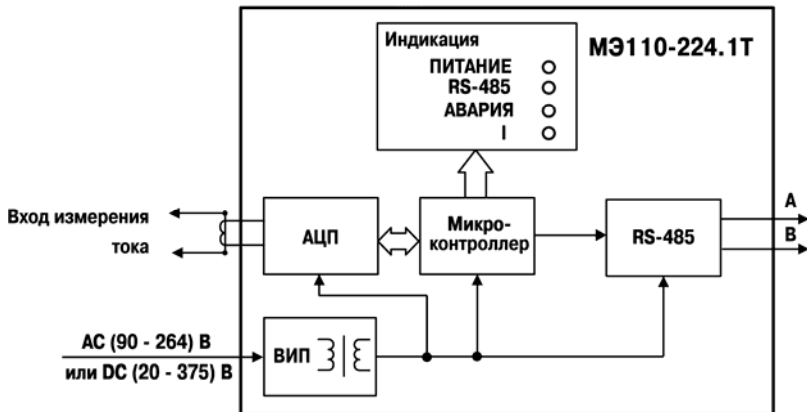 Индикация
МЭ110-224.1Т
ПИТАНИЕ
RS-485
АВАРИЯ
I
Вход измерения
тока
АЦП
Микро-
контроллер
RS-485
A
B
AC (90 - 264) В
или DC (20 - 375) В
ВИП